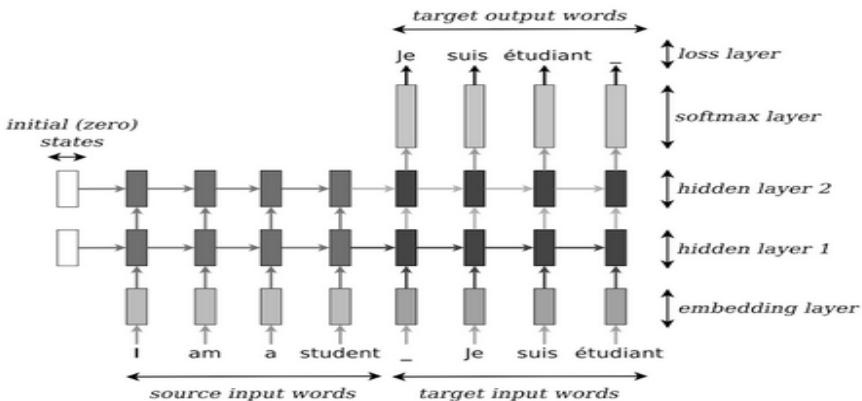 target output words
Je suis étudiant _
loss layer
softmax layer
initial (zero)
states
hidden layer 2
hidden layer 1
embedding layer
I am a student _ Je suis étudiant
source input words target input words